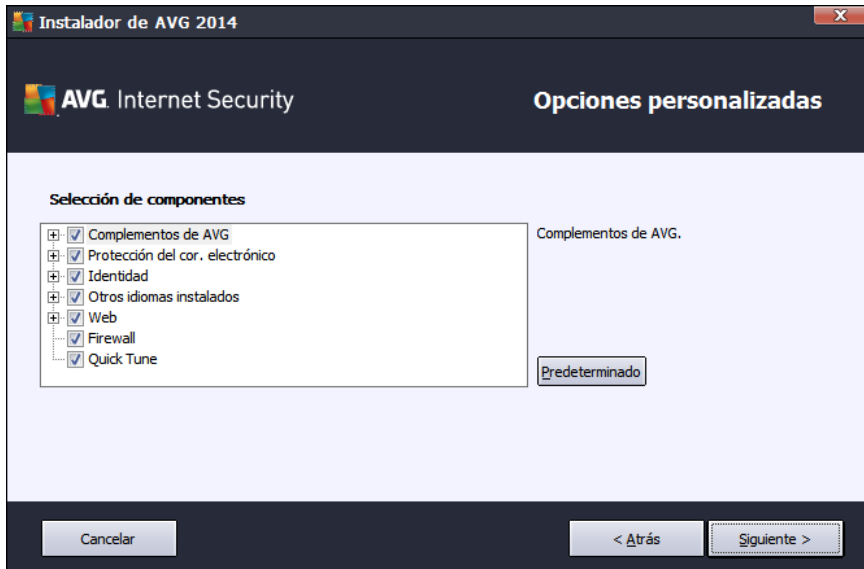 Instalador de AVG 2014
X
AVG. Internet Security
Opciones personalizadas
Selección de componentes
Complementos de AVG
Protección del cor. electrónico
Identidad
Otros idiomas instalados
Web
Firewall
Quick Tune
Complementos de AVG.
Predeterminado
Cancelar
< Atrás
Siguiente >